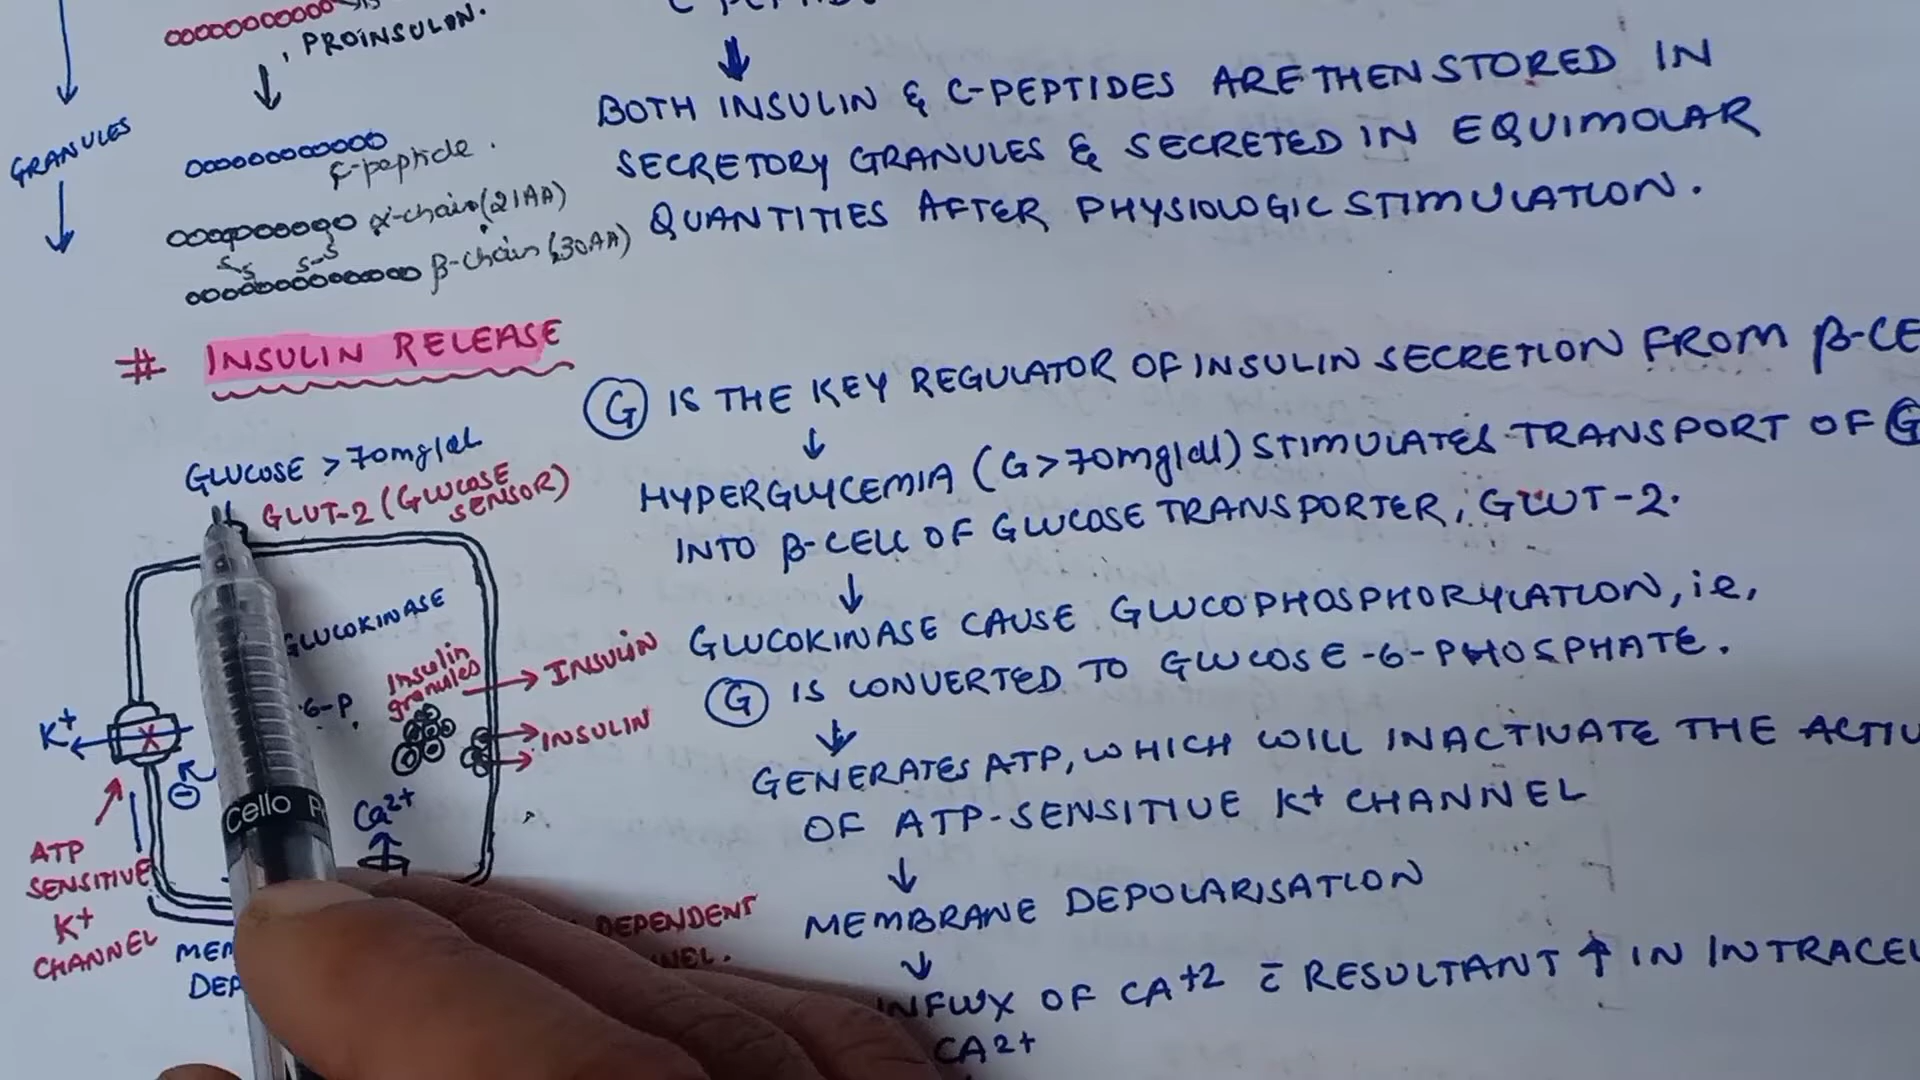 PROINSULIN.
GRANULES
C-peptide.
α-chain (21AA)
S S S-S
β-chain (30AA)
BOTH INSULIN & C-PEPTIDES ARE THEN STORED IN
SECRETORY GRANULES & SECRETED IN EQUIMOLAR
QUANTITIES AFTER PHYSIOLOGIC STIMULATION.
# INSULIN RELEASE
GLUCOSE > 70mg/dL
GLUT-2 (GLUCOSE
SENSOR)
GLUCOKINASE
6-P
Insulin
granules
INSULIN
INSULIN
K+
X
Ca2+
ATP
SENSITIVE
K+
CHANNEL
DEPENDENT
Cello
G IS THE KEY REGULATOR OF INSULIN SECRETION FROM β-CE
HYPERGLYCEMIA (G>70mg/dl) STIMULATES TRANSPORT OF G
INTO β-CELL OF GLUCOSE TRANSPORTER, GLUT-2.
GLUCOKINASE CAUSE GLUCOPHOSPHORYLATION, ie,
G IS CONVERTED TO GLUCOSE-6-PHOSPHATE.
GENERATES ATP, WHICH WILL INACTIVATE THE ACTIV
OF ATP-SENSITIVE K+ CHANNEL
MEMBRANE DEPOLARISATION
INFLUX OF CA+2 c̄ RESULTANT ↑ IN INTRACEL
CA2+